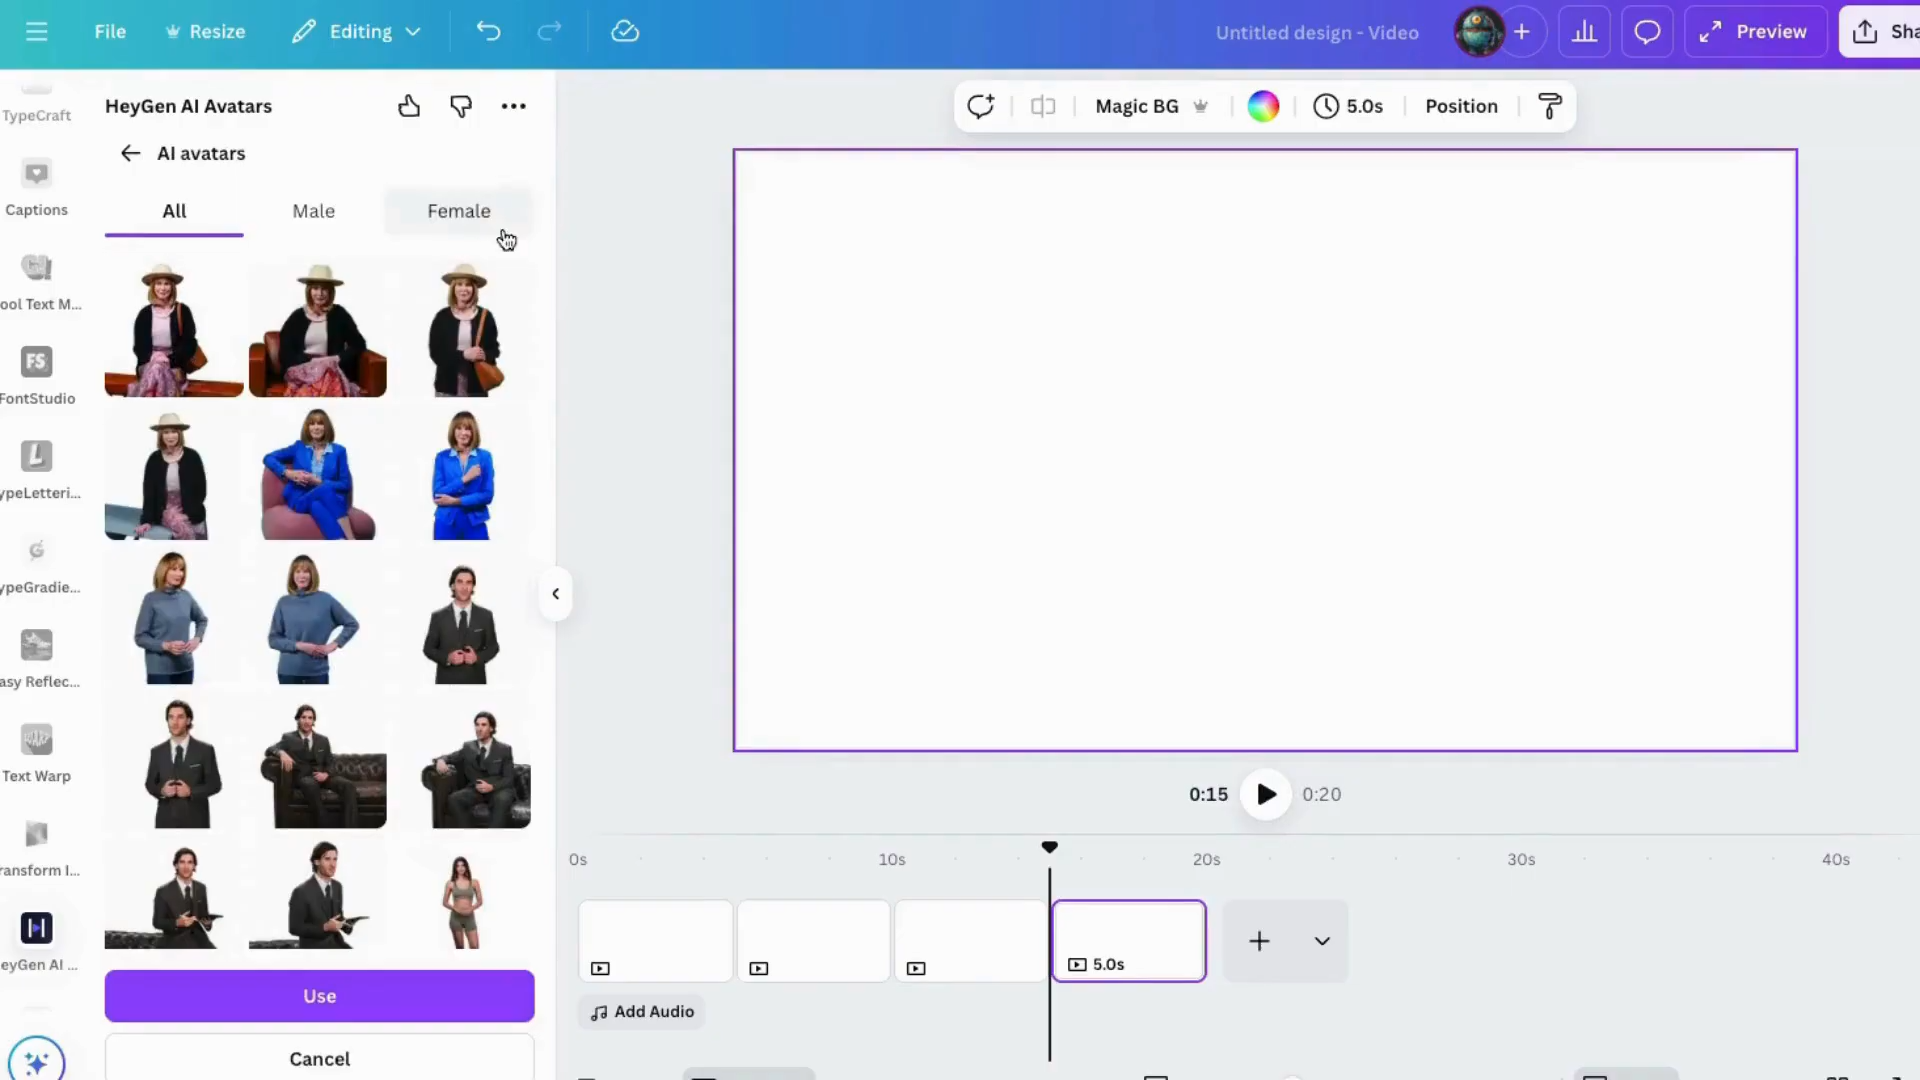 File
Resize
Editing
Untitled design - Video
Preview
Sha
TypeCraft
Captions
ool Text M...
FontStudio
ypeLetteri...
ypeGradie...
asy Reflec...
Text Warp
ransform I...
eyGen AI ...
HeyGen AI Avatars
AI avatars
All
Male
Female
Use
Cancel
Magic BG
5.0s
Position
0:15
0:20
0s
10s
20s
30s
40s
5.0s
Add Audio
FS
L